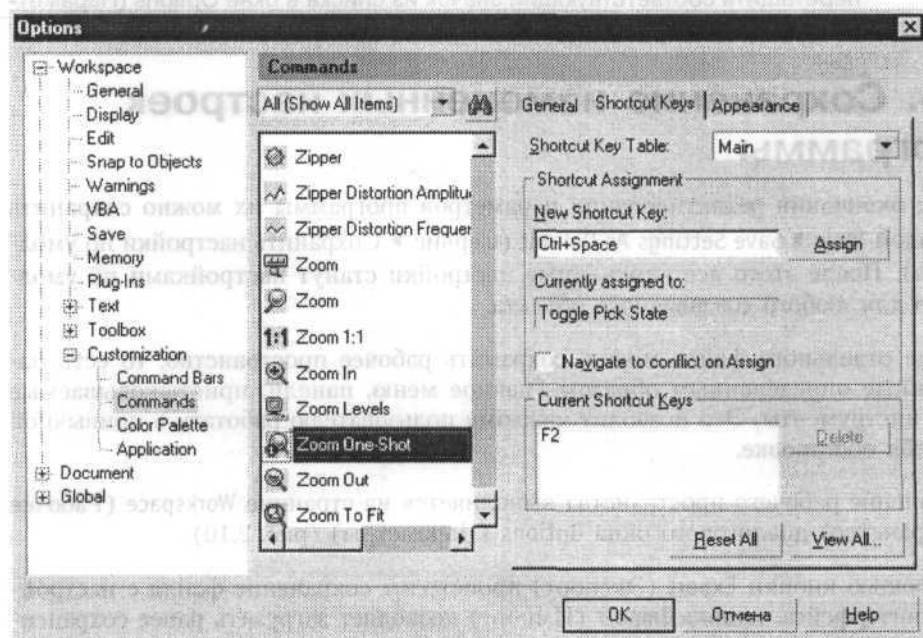 Options
Workspace
General
Display
Edit
Snap to Objects
Warnings
VBA
Save
Memory
Plug-Ins
Text
Toolbox
Customization
Command Bars
Commands
Color Palette
Application
Document
Global
Commands
All (Show All Items)
Zipper
Zipper Distortion Amplitu
Zipper Distortion Frequer
Zoom
Zoom
1:1 Zoom 1:1
Zoom In
Zoom Levels
Zoom One-Shot
Zoom Out
Zoom To Fit
General Shortcut Keys Appearance
Shortcut Key Table: Main
Shortcut Assignment
New Shortcut Key:
Ctrl+Space Assign
Currently assigned to:
Toggle Pick State
Navigate to conflict on Assign
Current Shortcut Keys
F2 Delete
Reset All View All...
OK Отмена Help